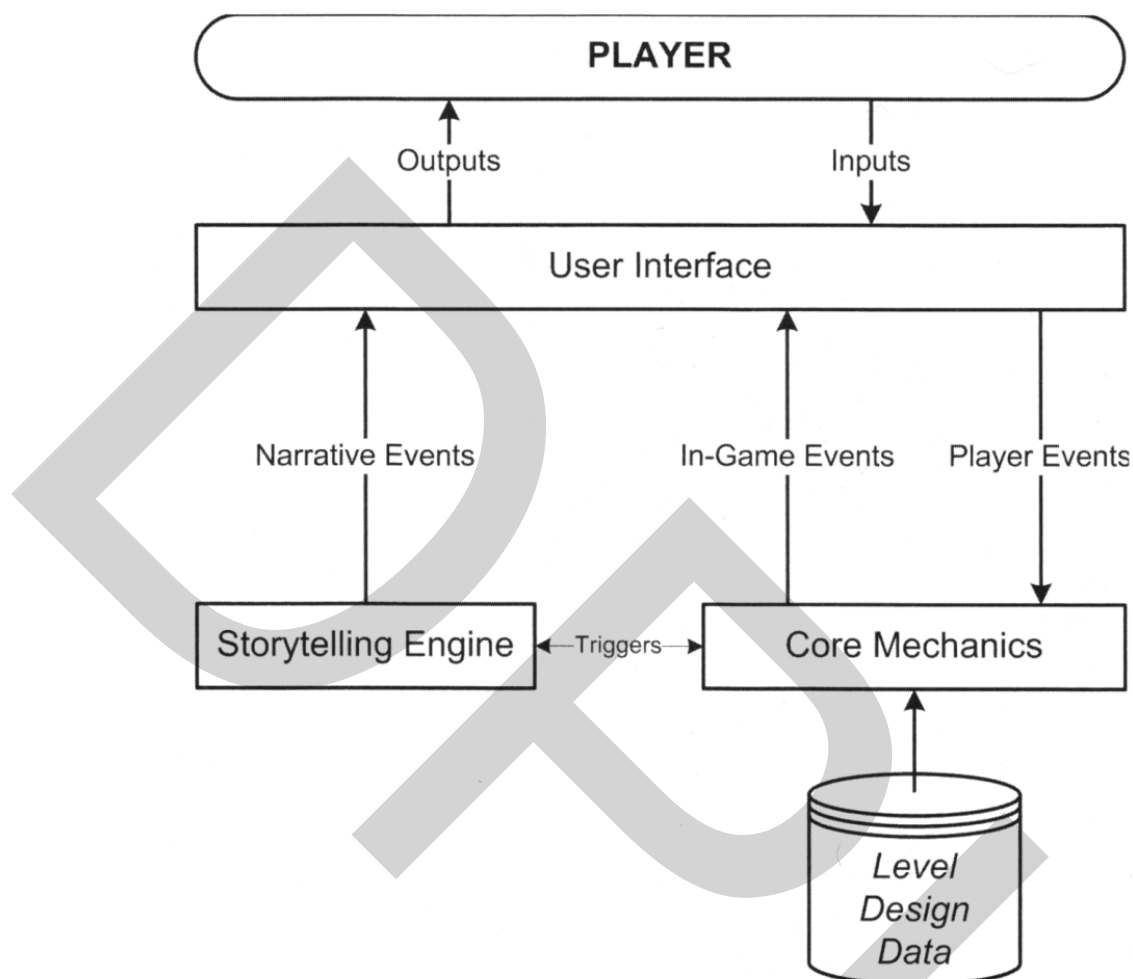 PLAYER
Outputs
Inputs
User Interface
Narrative Events
In-Game Events
Player Events
Storytelling Engine
Triggers
Core Mechanics
Level
Design
Data